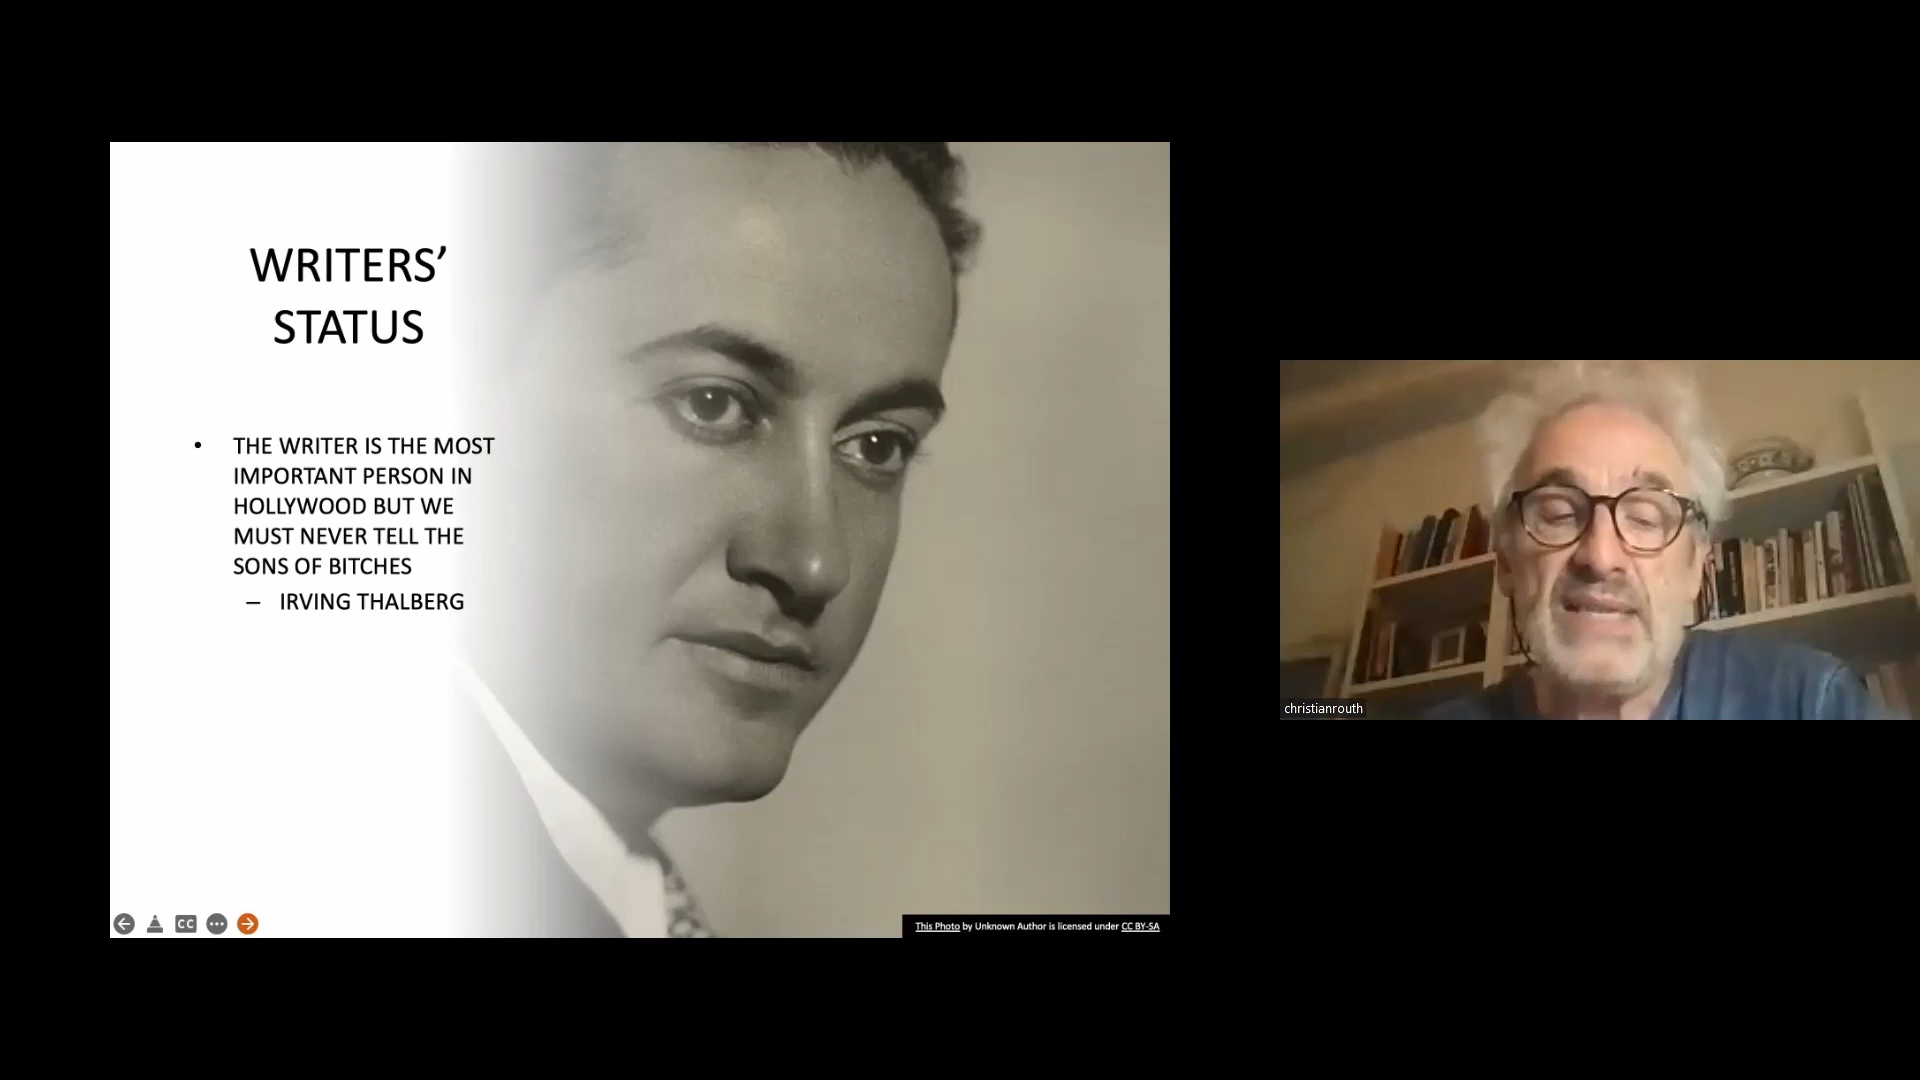 WRITERS’
STATUS
• THE WRITER IS THE MOST
IMPORTANT PERSON IN
HOLLYWOOD BUT WE
MUST NEVER TELL THE
SONS OF BITCHES
– IRVING THALBERG
CC
This Photo by Unknown Author is licensed under CC BY-SA
christianrouth